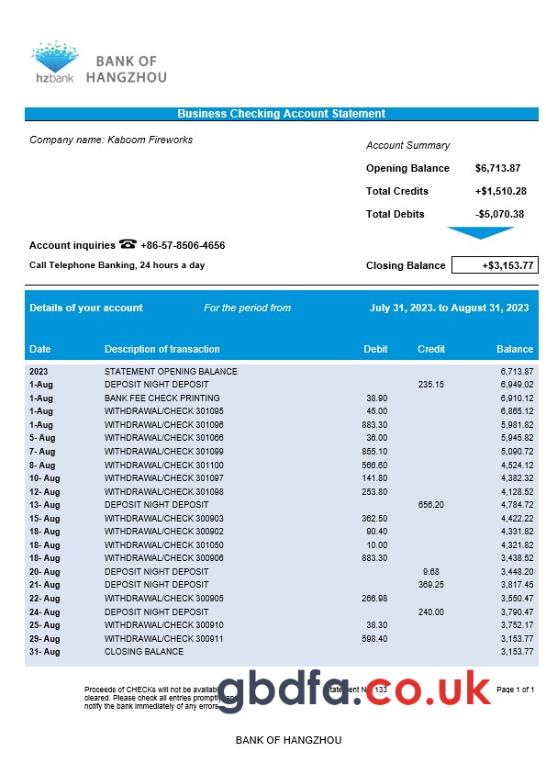 BANK OF
HANGZHOU
hzbank
Business Checking Account Statement
Company name: Kaboom Fireworks
Account Summary
Opening Balance $6,713.87
Total Credits +$1,510.28
Total Debits -$5,070.38
Account inquiries ☎ +86-57-8506-4656
Call Telephone Banking, 24 hours a day
Closing Balance +$3,153.77
Details of your account For the period from July 31, 2023. to August 31, 2023
Date Description of transaction Debit Credit Balance
2023 STATEMENT OPENING BALANCE 6,713.87
1-Aug DEPOSIT NIGHT DEPOSIT 235.15 6,949.02
1-Aug BANK FEE CHECK PRINTING 38.90 6,910.12
1-Aug WITHDRAWAL/CHECK 301095 45.00 6,865.12
1-Aug WITHDRAWAL/CHECK 301096 883.30 5,981.82
5- Aug WITHDRAWAL/CHECK 301066 36.00 5,945.82
7- Aug WITHDRAWAL/CHECK 301099 855.10 5,090.72
8- Aug WITHDRAWAL/CHECK 301100 566.60 4,524.12
10- Aug WITHDRAWAL/CHECK 301097 141.80 4,382.32
12- Aug WITHDRAWAL/CHECK 301098 253.80 4,128.52
13- Aug DEPOSIT NIGHT DEPOSIT 656.20 4,784.72
15- Aug WITHDRAWAL/CHECK 300903 362.50 4,422.22
18- Aug WITHDRAWAL/CHECK 300902 90.40 4,331.82
18- Aug WITHDRAWAL/CHECK 301050 10.00 4,321.82
18- Aug WITHDRAWAL/CHECK 300906 883.30 3,438.52
20- Aug DEPOSIT NIGHT DEPOSIT 9.68 3,448.20
21- Aug DEPOSIT NIGHT DEPOSIT 369.25 3,817.45
22- Aug WITHDRAWAL/CHECK 300905 266.98 3,550.47
24- Aug DEPOSIT NIGHT DEPOSIT 240.00 3,790.47
25- Aug WITHDRAWAL/CHECK 300910 38.30 3,752.17
29- Aug WITHDRAWAL/CHECK 300911 598.40 3,153.77
31- Aug CLOSING BALANCE 3,153.77
Proceeds of CHECKs will not be 133 Page 1 of 1
cleared. Please check all entries
notify the bank immediately of any errors
gbdfa.co.uk
BANK OF HANGZHOU